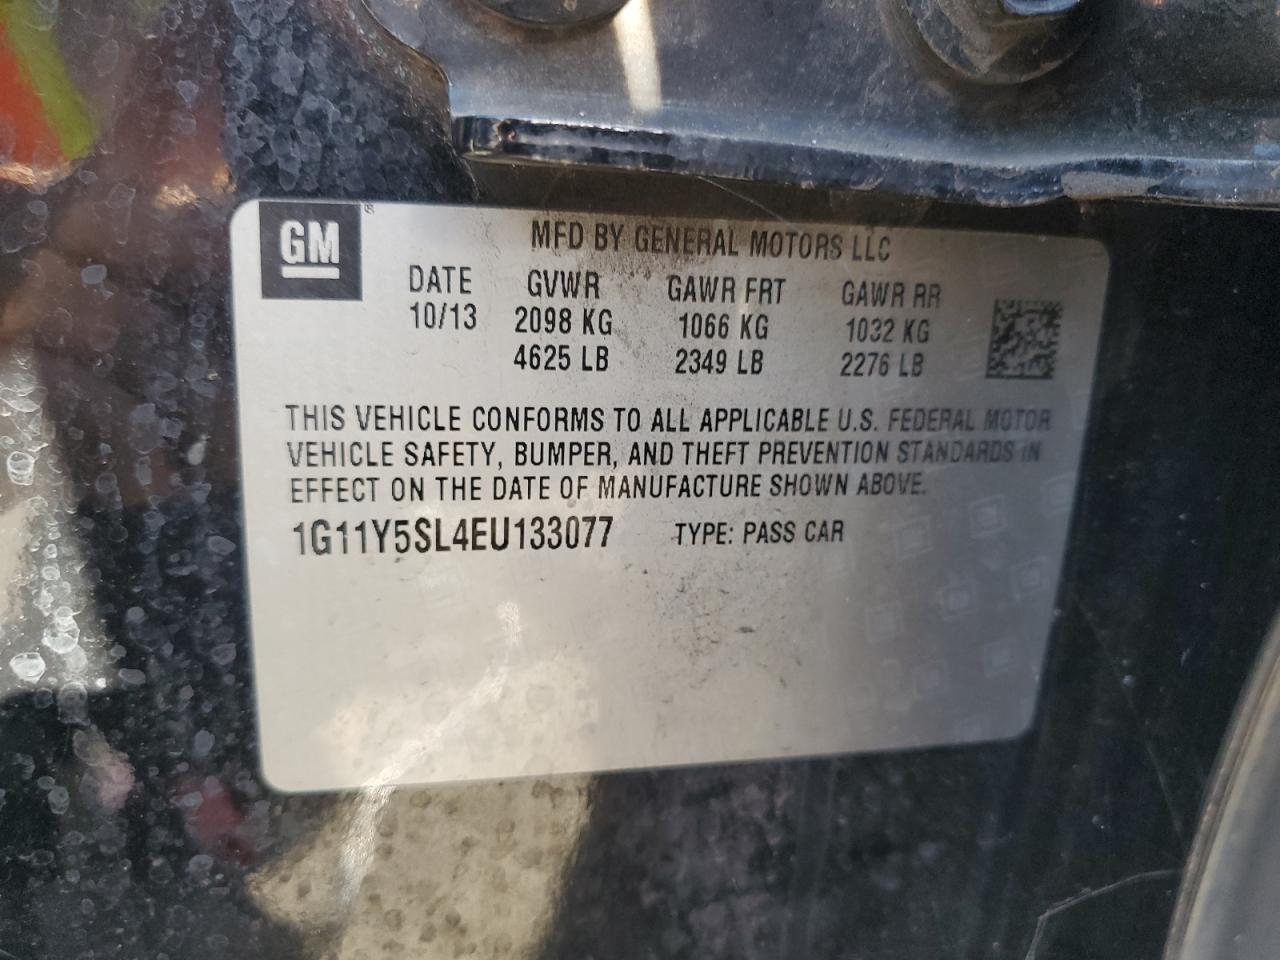 GM®
MFD BY GENERAL MOTORS LLC
DATE GVWR GAWR FRT GAWR RR
10/13 2098 KG 1066 KG 1032 KG
4625 LB 2349 LB 2276 LB
THIS VEHICLE CONFORMS TO ALL APPLICABLE U.S. FEDERAL MOTOR
VEHICLE SAFETY, BUMPER, AND THEFT PREVENTION STANDARDS IN
EFFECT ON THE DATE OF MANUFACTURE SHOWN ABOVE.
1G11Y5SL4EU133077 TYPE: PASS CAR